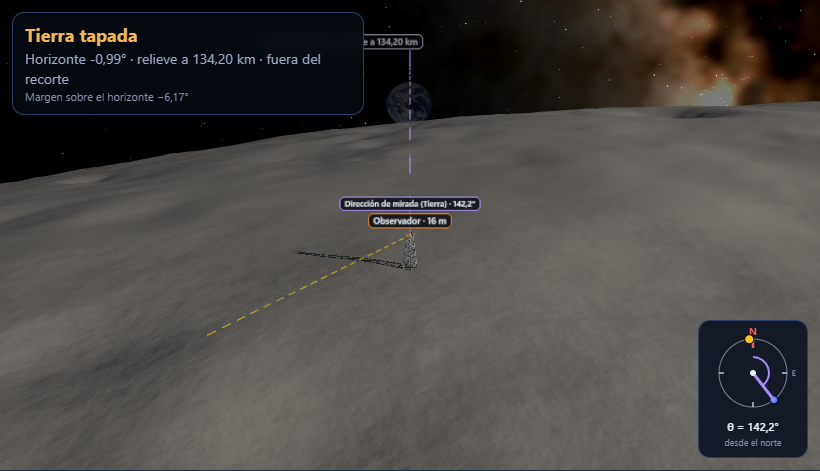 Tierra tapada
Horizonte -0,99° · relieve a 134,20 km · fuera del
recorte
Margen sobre el horizonte −6,17°
e a 134,20 km
Dirección de mirada (Tierra) · 142,2°
Observador · 16 m
N
E
θ = 142,2°
desde el norte